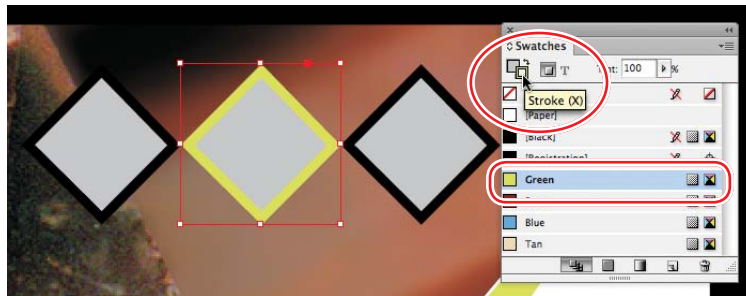 Swatches
T Tint: 100 %
Stroke (X)
[Paper]
[Black]
[Registration]
Green
Blue
Tan